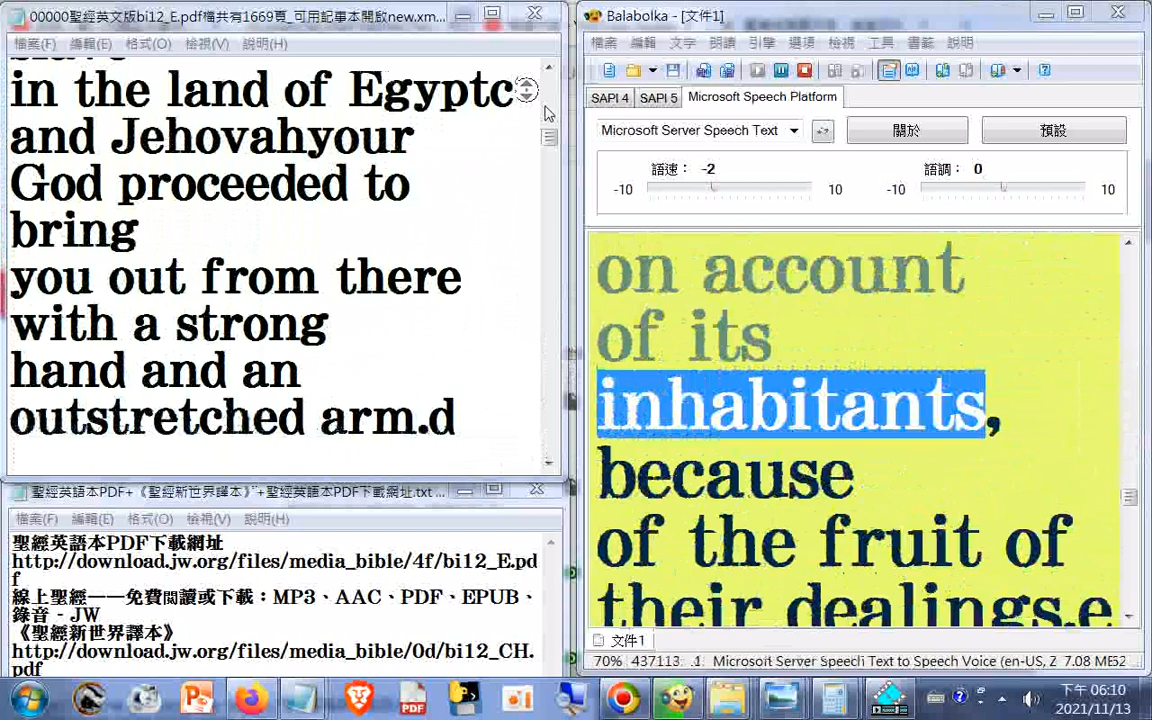 00000聖經英文版bi12_E.pdf檔共有1669頁_可用記事本開啟new.xm...
檔案(F) 編輯(E) 格式(O) 檢視(V) 說明(H)
in the land of Egyptc
and Jehovahyour
God proceeded to
bring
you out from there
with a strong
hand and an
outstretched arm.d
聖經英語本PDF+《聖經新世界譯本》"+聖經英語本PDF下載網址.txt ...
檔案(F) 編輯(E) 格式(O) 檢視(V) 說明(H)
聖經英語本PDF下載網址
http://download.jw.org/files/media_bible/4f/bi12_E.pd
f
線上聖經——免費閱讀或下載：MP3、AAC、PDF、EPUB、
錄音 - JW
《聖經新世界譯本》
http://download.jw.org/files/media_bible/0d/bi12_CH.
pdf
Balabolka - [文件1]
檔案 編輯 文字 朗讀 引擎 選項 檢視 工具 書籤 說明
SAPI 4 SAPI 5 Microsoft Speech Platform
Microsoft Server Speech Text 關於 預設
語速： -2 語調： 0
-10 10 -10 10
on account
of its
inhabitants,
because
of the fruit of
their dealings.e
文件1
70% 437113: .1. Microsoft Server Speech Text to Speech Voice (en-US, Z 7.08 ME52
下午 06:10
2021/11/13